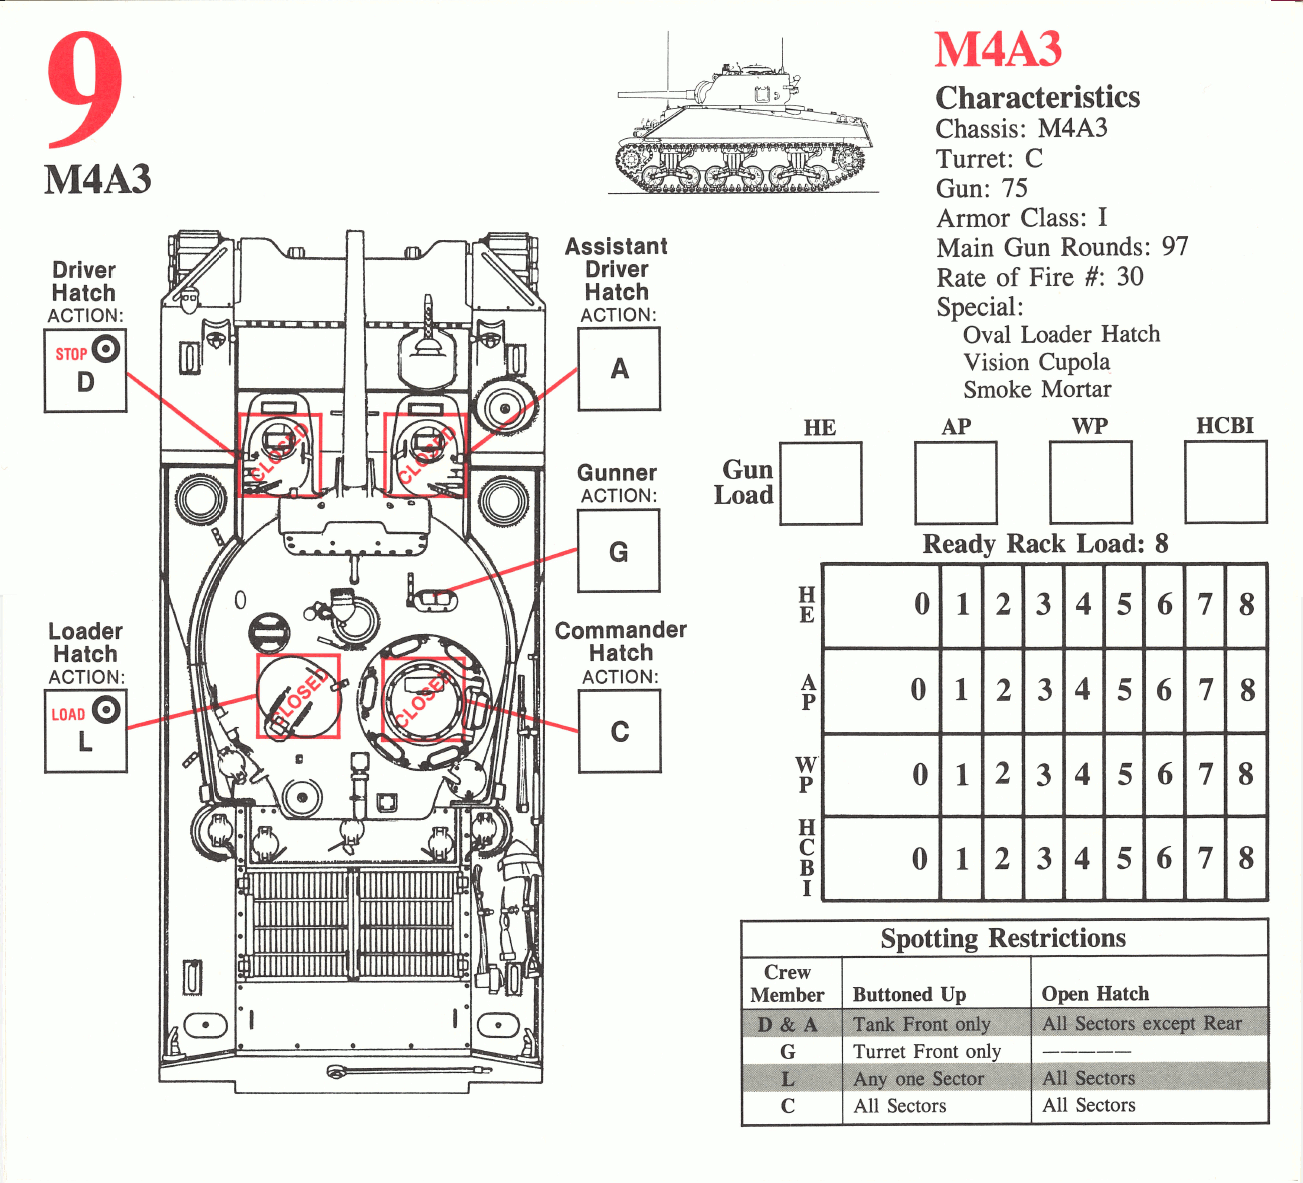 9
M4A3
Driver
Hatch
ACTION:
STOP
D
Assistant
Driver
Hatch
ACTION:
A
CLOSED
CLOSED
Gunner
ACTION:
G
Loader
Hatch
ACTION:
LOAD
L
Commander
Hatch
ACTION:
C
CLOSED
CLOSED
M4A3
Characteristics
Chassis: M4A3
Turret: C
Gun: 75
Armor Class: I
Main Gun Rounds: 97
Rate of Fire #: 30
Special:
Oval Loader Hatch
Vision Cupola
Smoke Mortar
HE AP WP HCBI
Gun
Load
Ready Rack Load: 8
HE 0 1 2 3 4 5 6 7 8
AP 0 1 2 3 4 5 6 7 8
WP 0 1 2 3 4 5 6 7 8
HCBI 0 1 2 3 4 5 6 7 8
Spotting Restrictions
Crew
Member Buttoned Up Open Hatch
D & A Tank Front only All Sectors except Rear
G Turret Front only —————
L Any one Sector All Sectors
C All Sectors All Sectors